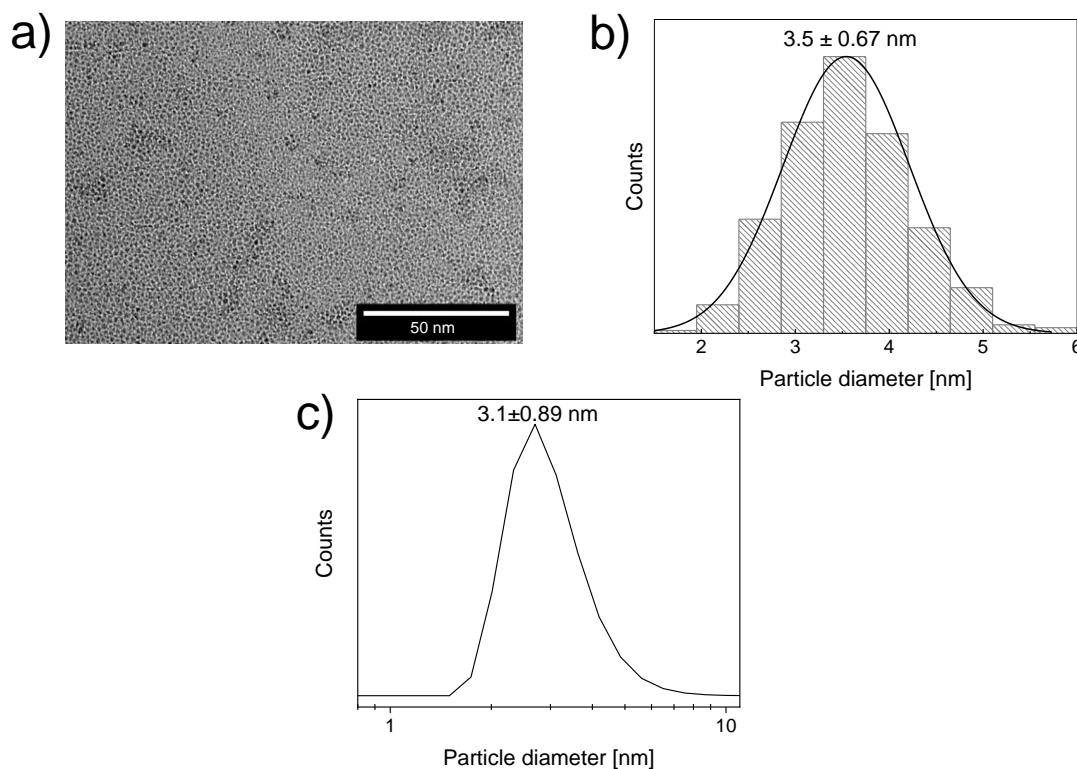 a)
50 nm
b)
3.5 ± 0.67 nm
Counts
2 3 4 5 6
Particle diameter [nm]
c)
3.1±0.89 nm
Counts
1 10
Particle diameter [nm]